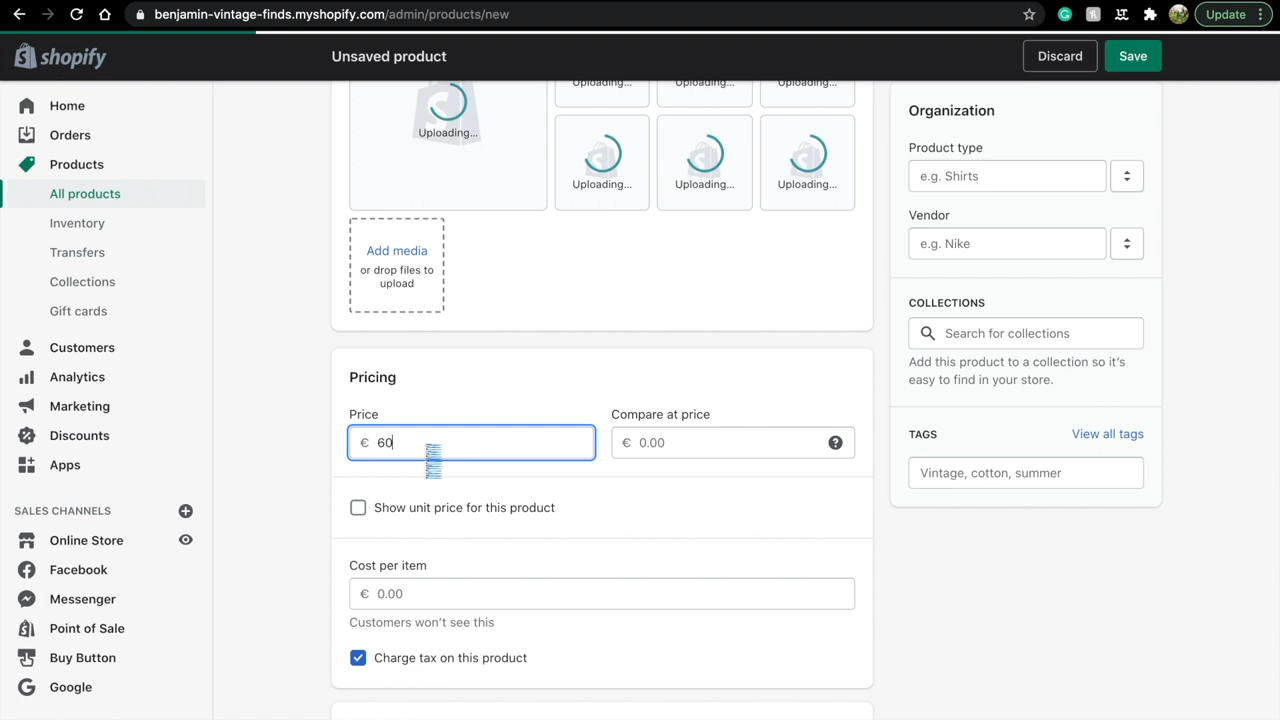 benjamin-vintage-finds.myshopify.com/admin/products/new
Update
shopify
Unsaved product
Discard
Save
Home
Orders
Products
All products
Inventory
Transfers
Collections
Gift cards
Customers
Analytics
Marketing
Discounts
Apps
SALES CHANNELS
Online Store
Facebook
Messenger
Point of Sale
Buy Button
Google
Uploading...
Uploading...
Uploading...
Uploading...
Uploading...
Uploading...
Uploading...
Add media
or drop files to
upload
Pricing
Price
€ 60
Compare at price
€ 0.00
Show unit price for this product
Cost per item
€ 0.00
Customers won’t see this
Charge tax on this product
Organization
Product type
e.g. Shirts
Vendor
e.g. Nike
COLLECTIONS
Search for collections
Add this product to a collection so it’s
easy to find in your store.
TAGS
View all tags
Vintage, cotton, summer